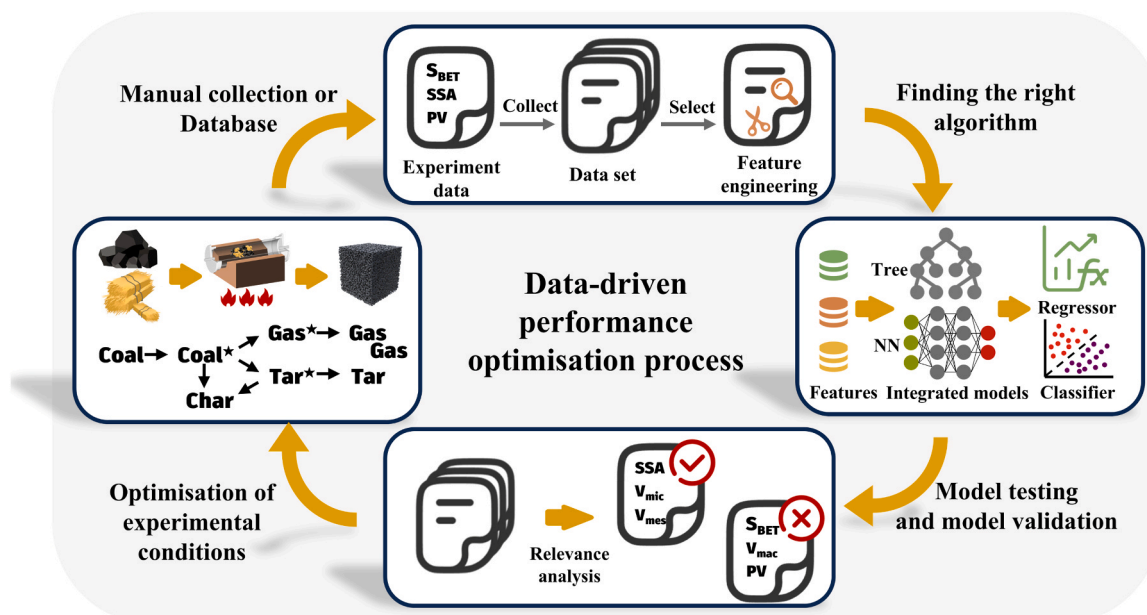 Manual collection or
Database
S_BET
SSA
PV
Collect
Select
Experiment
data
Data set
Feature
engineering
Finding the right
algorithm
Coal
Coal★
Gas★
Gas
Gas
Tar★
Tar
Char
Data-driven
performance
optimisation process
Tree
NN
fx
Regressor
Features
Integrated models
Classifier
Optimisation of
experimental
conditions
Relevance
analysis
SSA
V_mic
V_mes
S_BET
V_mac
PV
Model testing
and model validation